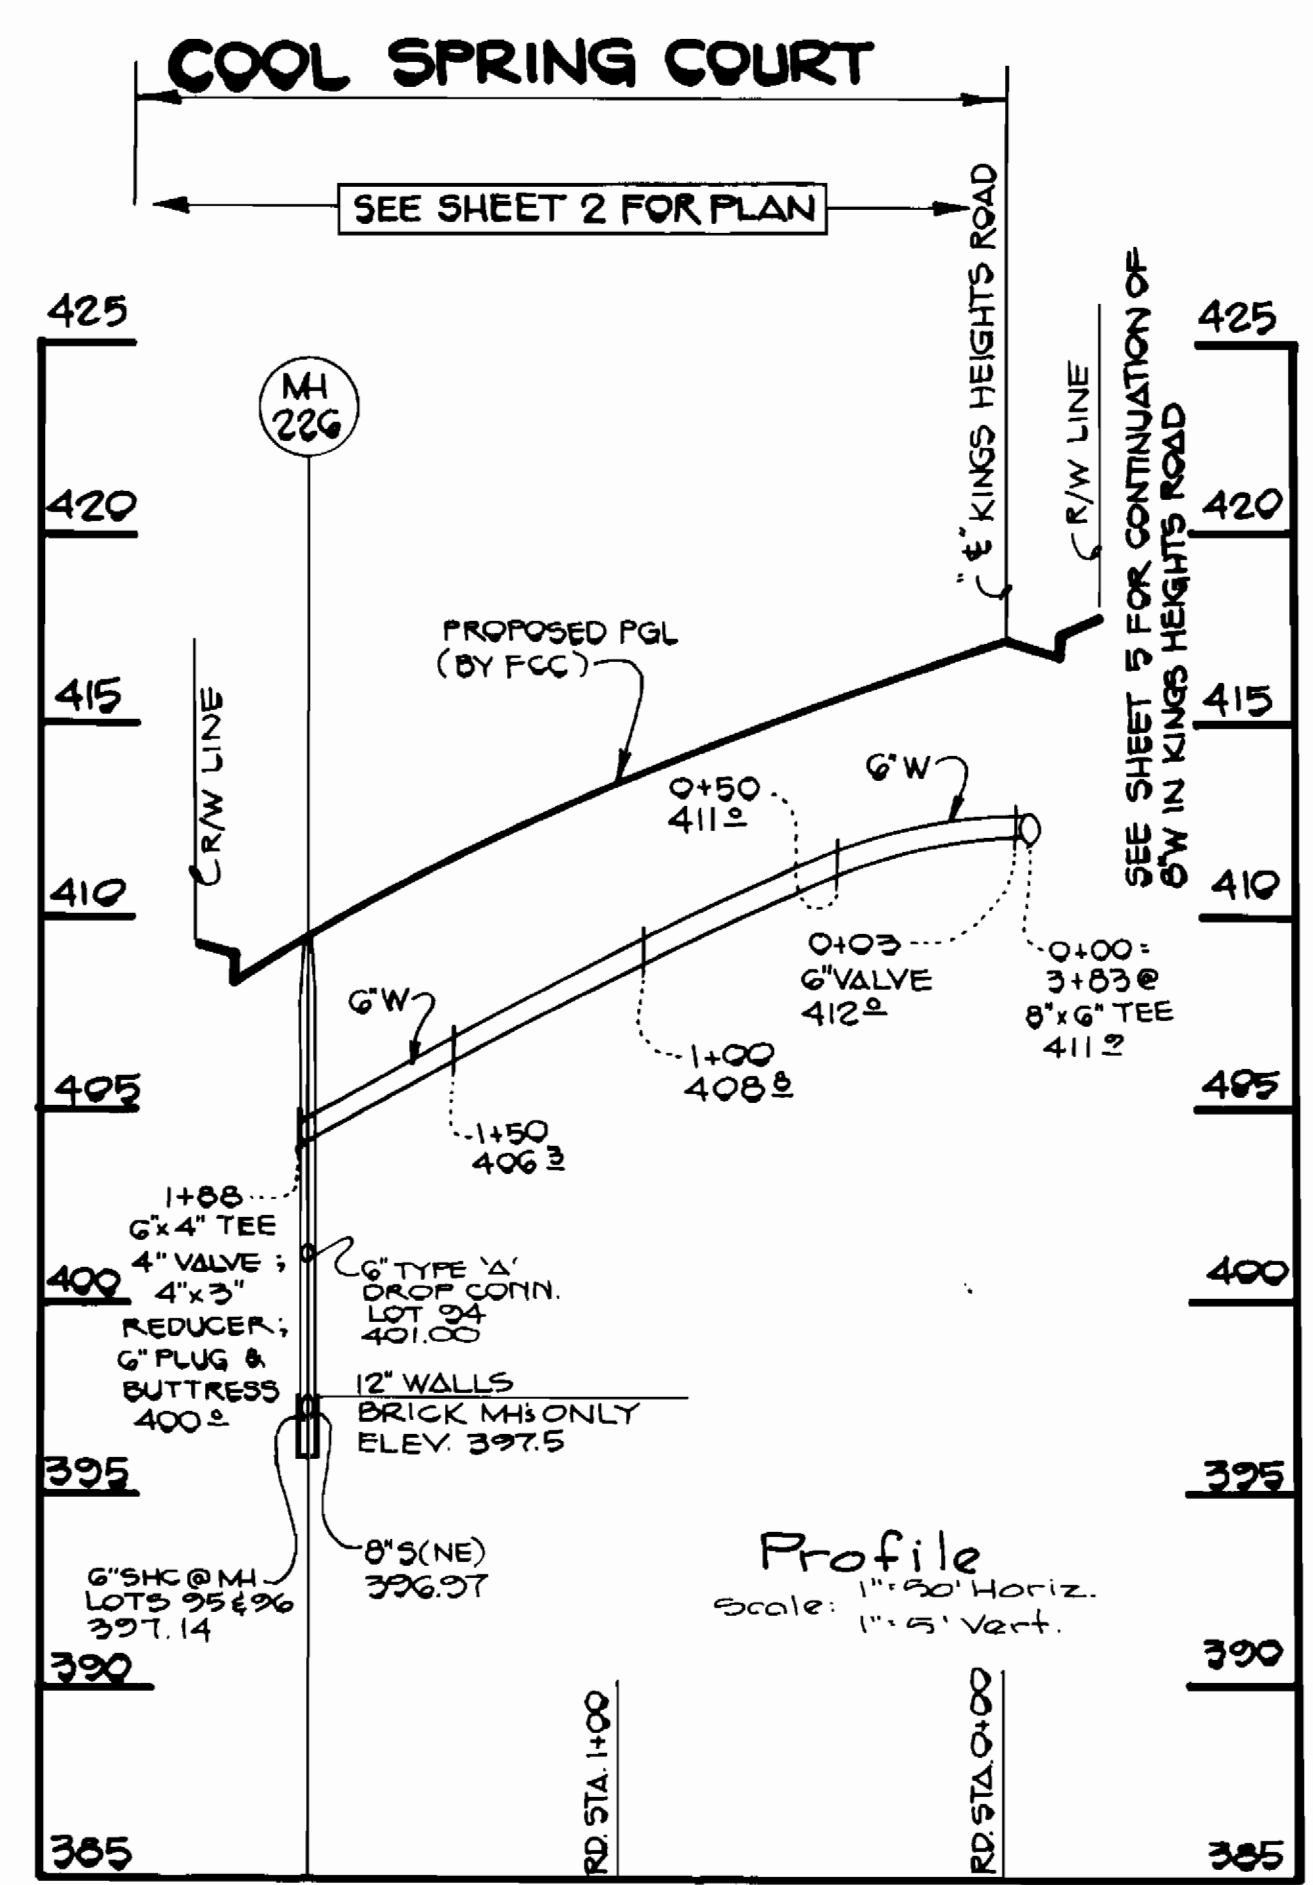 COOL SPRING COURT
SEE SHEET 2 FOR PLAN
"℄" KINGS HEIGHTS ROAD
R/W LINE
SEE SHEET 5 FOR CONTINUATION OF
8"W IN KINGS HEIGHTS ROAD
425
425
MH
226
420
420
PROPOSED PGL
(BY FCC)
415
415
R/W LINE
6"W
0+50
411 0
410
410
0+03
6"VALVE
412 0
0+00 =
3+83 @
8"x6" TEE
411 9
6"W
1+00
408 8
405
405
1+50
406 3
1+88
6"x4" TEE
4" VALVE ;
4"x3"
REDUCER;
6" PLUG &
BUTTRESS
400 0
6" TYPE 'A'
DROP CONN.
LOT 94
401.00
400
400
12" WALLS
BRICK MH's ONLY
ELEV. 397.5
395
395
8"S(NE)
396.97
6"SHC @ MH
LOTS 95 & 96
397.14
Profile
Scale: 1"=50' Horiz.
1"=5' Vert.
390
390
RD. STA. 1+00
RD. STA. 0+00
385
385